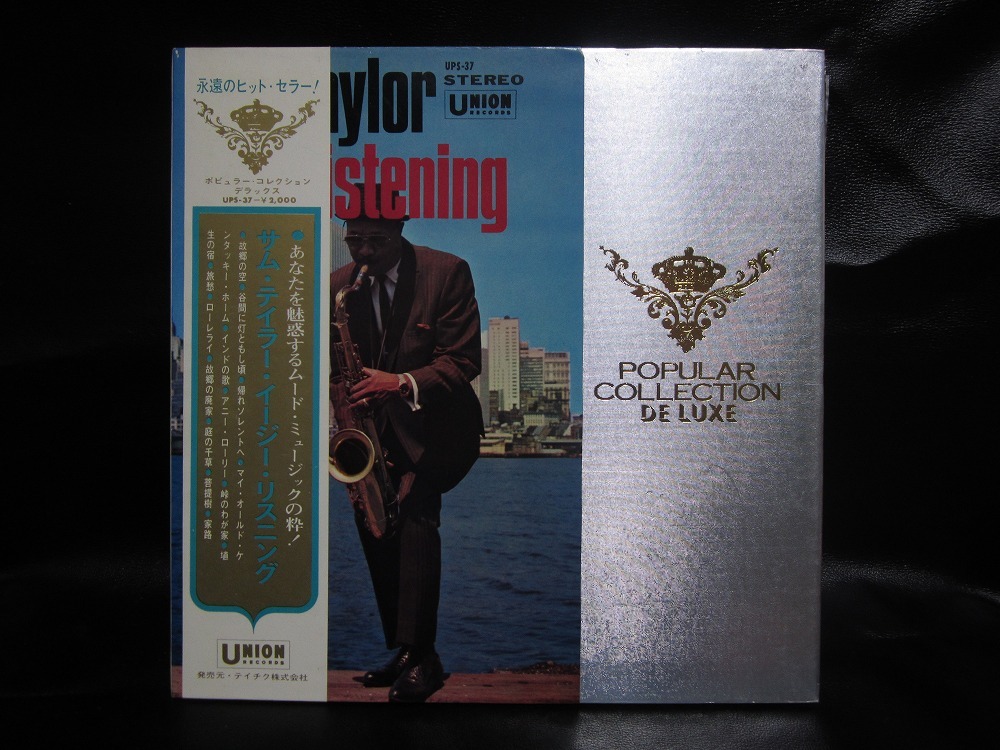 永遠のヒット・セラー!
ポピュラー・コレクション
デラックス
UPS-37-¥2,000
●あなたを魅惑するムード・ミュージックの粋!
サム・テイラー・イージー・リスニング
●故郷の空●谷間に灯ともし頃●帰れソレントへ●マイ・オールド・ケ
ンタッキー・ホーム●インドの歌●アニー・ローリー●峠のわが家●埴
生の宿●旅愁●ローレライ●故郷の廃家●庭の千草●菩提樹●家路
UNION
RECORDS
発売元・テイチク株式会社
aylor
istening
UPS-37
STEREO
UNION
RECORDS
POPULAR
COLLECTION
DE LUXE